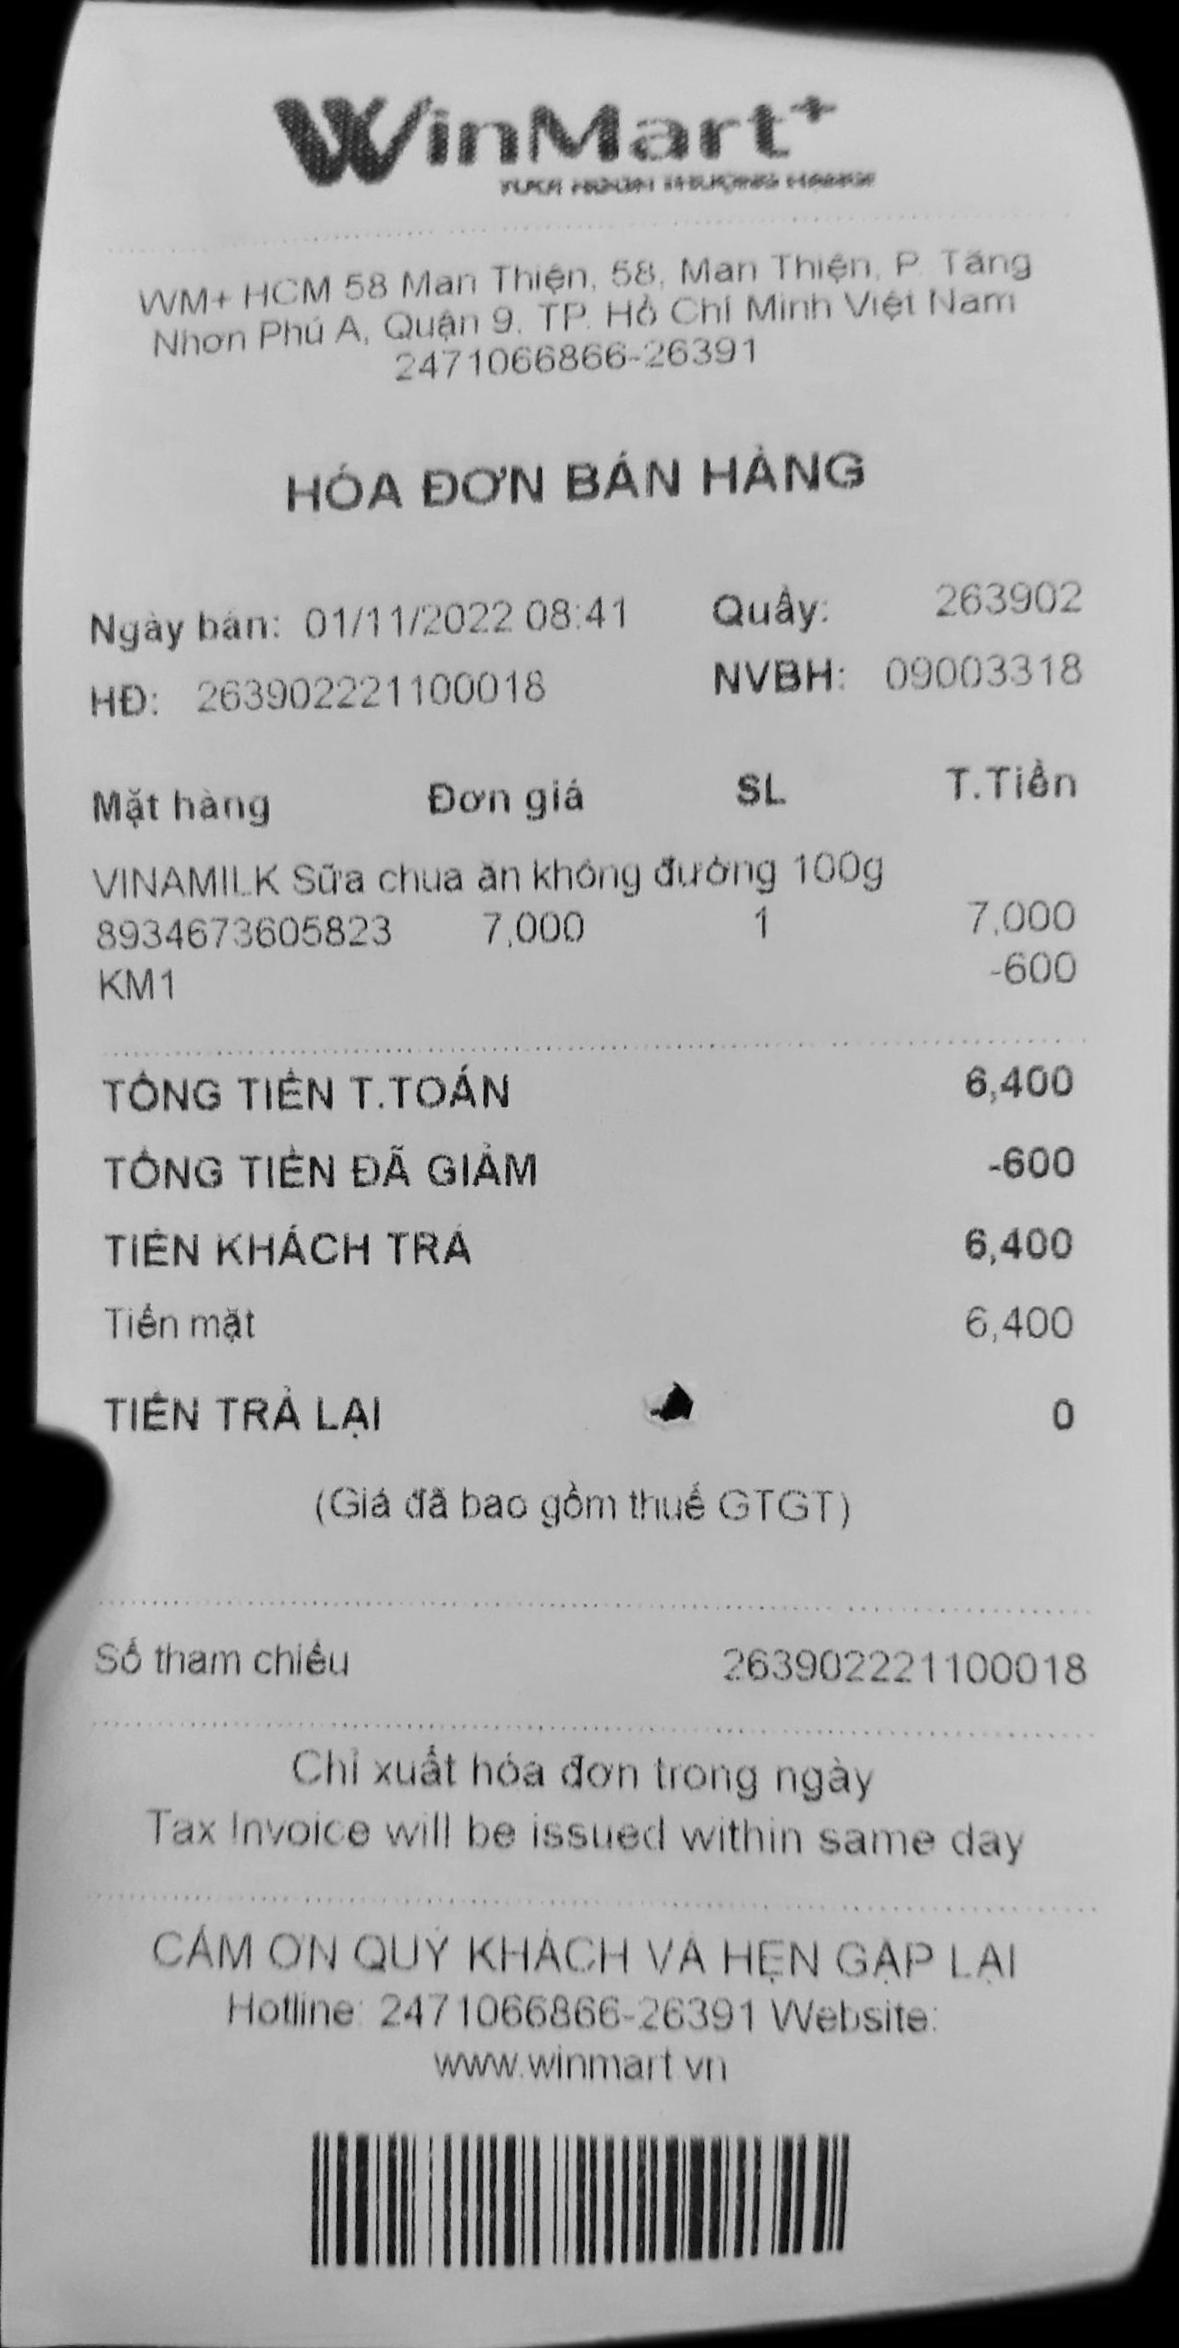 WinMart+
WM+ HCM 58 Man Thiện, 58, Man Thiện, P. Tăng
Nhơn Phú A, Quận 9, TP. Hồ Chí Minh Việt Nam
2471066866-26391
HÓA ĐƠN BÁN HÀNG
Ngày bán: 01/11/2022 08:41 Quầy: 263902
HĐ: 263902221100018 NVBH: 09003318
Mặt hàng Đơn giá SL T.Tiền
VINAMILK Sữa chua ăn không đường 100g
8934673605823 7,000 1 7,000
KM1 -600
TỔNG TIỀN T.TOÁN 6,400
TỔNG TIỀN ĐÃ GIẢM -600
TIỀN KHÁCH TRẢ 6,400
Tiền mặt 6,400
TIỀN TRẢ LẠI 0
(Giá đã bao gồm thuế GTGT)
Số tham chiếu 263902221100018
Chỉ xuất hóa đơn trong ngày
Tax Invoice will be issued within same day
CẢM ƠN QUÝ KHÁCH VÀ HẸN GẶP LẠI
Hotline: 2471066866-26391 Website:
www.winmart.vn